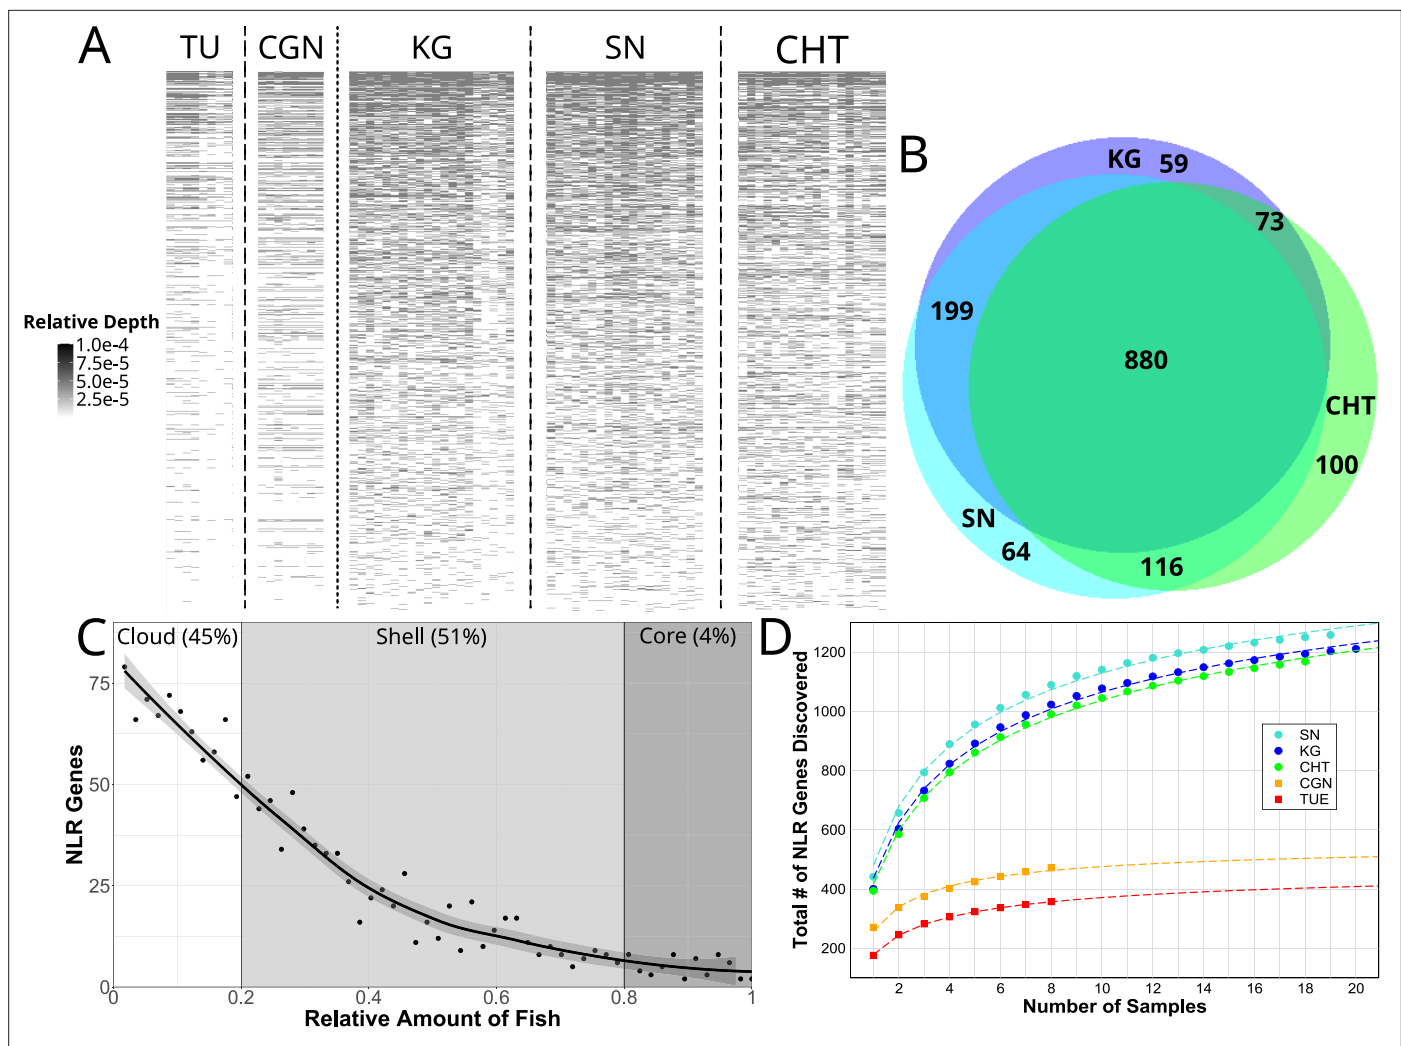 A
TU
CGN
KG
SN
CHT
Relative Depth
1.0e-4
7.5e-5
5.0e-5
2.5e-5
B
KG 59
73
199
880
CHT
100
SN
64
116
C
Cloud (45%)
Shell (51%)
Core (4%)
75
50
25
0
0
0.2
0.4
0.6
0.8
1
NLR Genes
Relative Amount of Fish
D
1200
1000
800
600
400
200
2
4
6
8
10
12
14
16
18
20
Total # of NLR Genes Discovered
Number of Samples
SN
KG
CHT
CGN
TUE